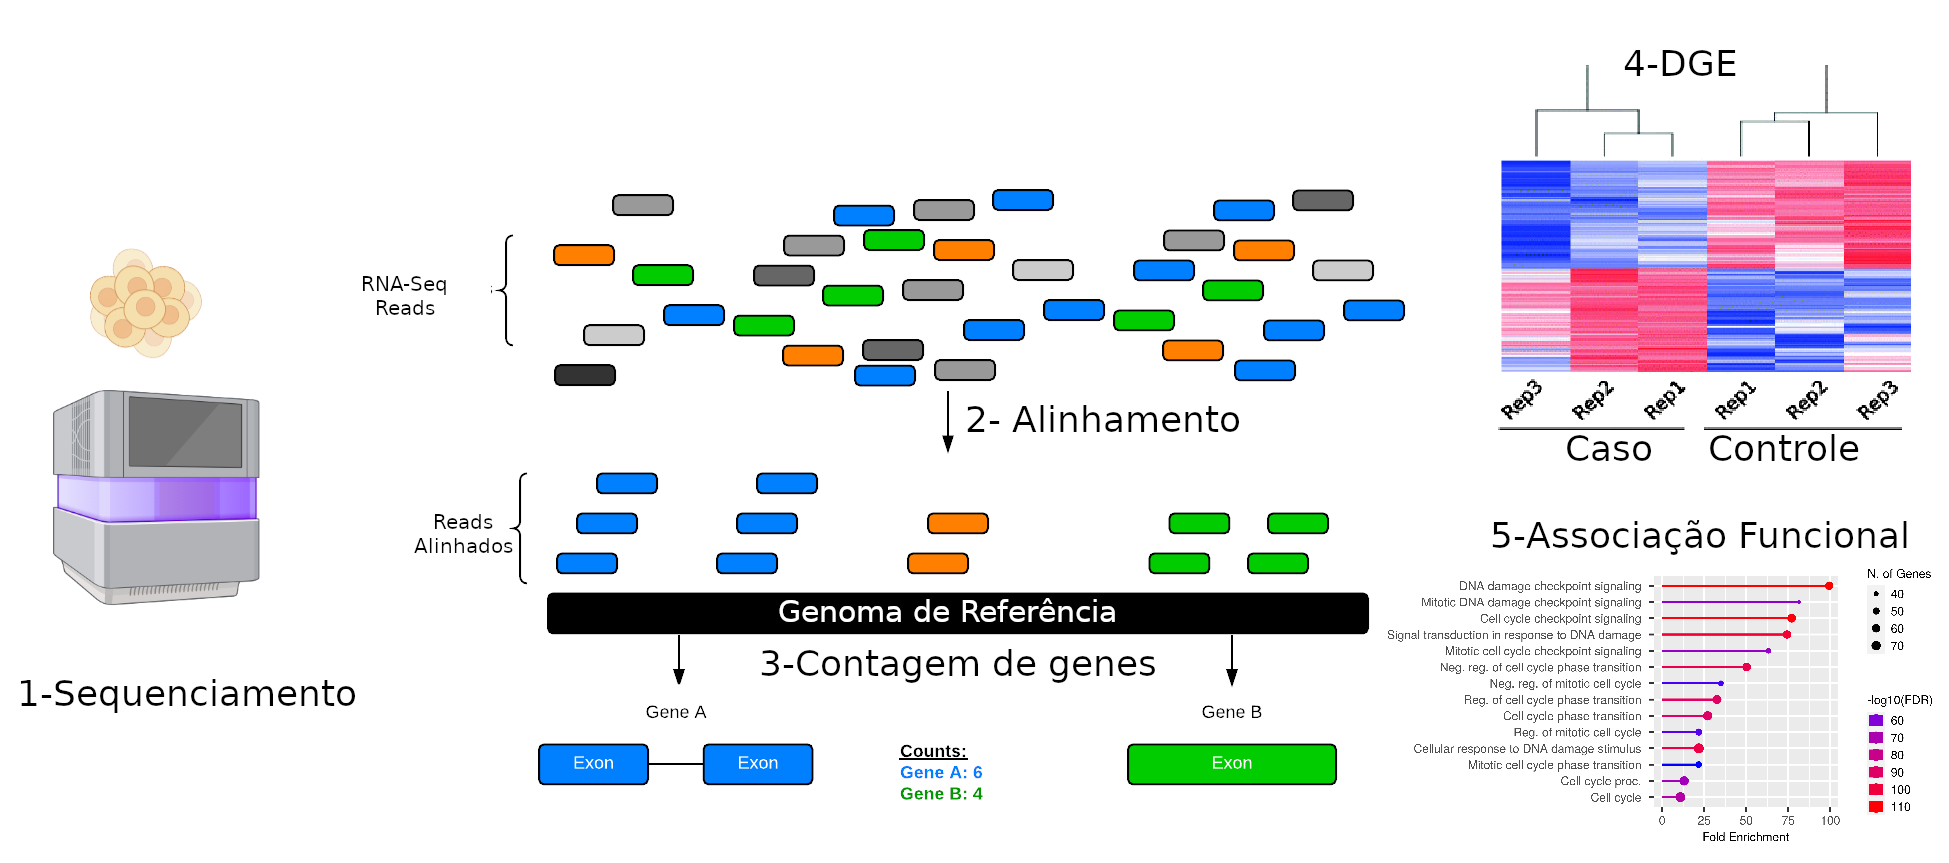 1-Sequenciamento
RNA-Seq
Reads
2- Alinhamento
Reads
Alinhados
Genoma de Referência
3-Contagem de genes
Gene A
Gene B
Exon
Exon
Counts:
Gene A: 6
Gene B: 4
Exon
4-DGE
Rep3
Rep2
Rep1
Rep1
Rep2
Rep3
Caso
Controle
5-Associação Funcional
DNA damage checkpoint signaling
Mitotic DNA damage checkpoint signaling
Cell cycle checkpoint signaling
Signal transduction in response to DNA damage
Mitotic cell cycle checkpoint signaling
Neg. reg. of cell cycle phase transition
Neg. reg. of mitotic cell cycle
Reg. of cell cycle phase transition
Cell cycle phase transition
Reg. of mitotic cell cycle
Cellular response to DNA damage stimulus
Mitotic cell cycle phase transition
Cell cycle proc.
Cell cycle
0 25 50 75 100
Fold Enrichment
N. of Genes
40
50
60
70
-log10(FDR)
60
70
80
90
100
110